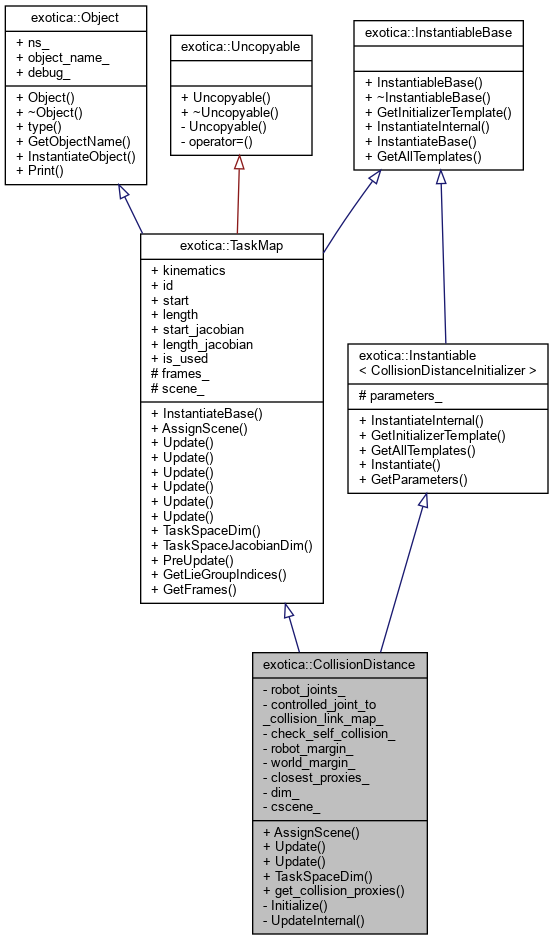 exotica::Object
+ ns_
+ object_name_
+ debug_
+ Object()
+ ~Object()
+ type()
+ GetObjectName()
+ InstantiateObject()
+ Print()
exotica::Uncopyable
+ Uncopyable()
+ ~Uncopyable()
- Uncopyable()
- operator=()
exotica::InstantiableBase
+ InstantiableBase()
+ ~InstantiableBase()
+ GetInitializerTemplate()
+ InstantiateInternal()
+ InstantiateBase()
+ GetAllTemplates()
exotica::TaskMap
+ kinematics
+ id
+ start
+ length
+ start_jacobian
+ length_jacobian
+ is_used
# frames_
# scene_
+ InstantiateBase()
+ AssignScene()
+ Update()
+ Update()
+ Update()
+ Update()
+ Update()
+ Update()
+ TaskSpaceDim()
+ TaskSpaceJacobianDim()
+ PreUpdate()
+ GetLieGroupIndices()
+ GetFrames()
exotica::Instantiable
< CollisionDistanceInitializer >
# parameters_
+ InstantiateInternal()
+ GetInitializerTemplate()
+ GetAllTemplates()
+ Instantiate()
+ GetParameters()
exotica::CollisionDistance
- robot_joints_
- controlled_joint_to
_collision_link_map_
- check_self_collision_
- robot_margin_
- world_margin_
- closest_proxies_
- dim_
- cscene_
+ AssignScene()
+ Update()
+ Update()
+ TaskSpaceDim()
+ get_collision_proxies()
- Initialize()
- UpdateInternal()